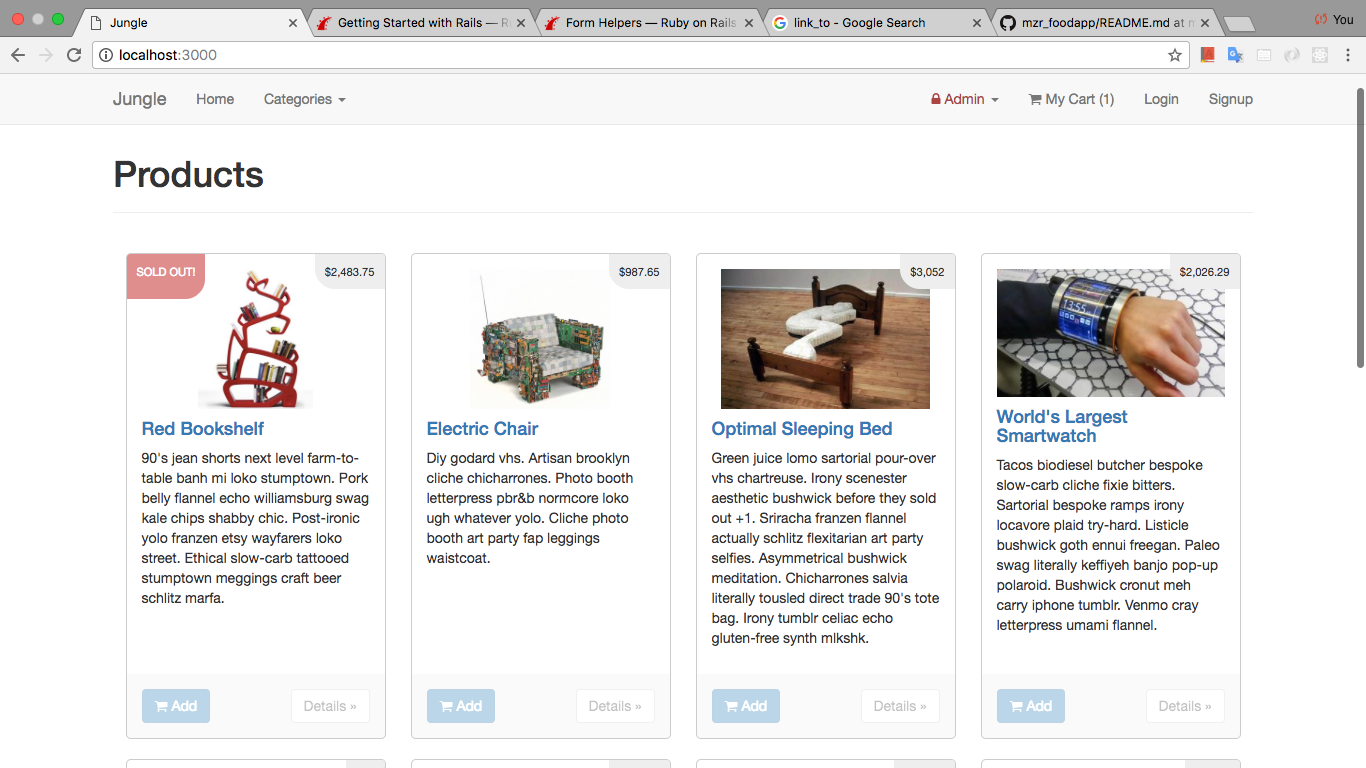 Jungle
Getting Started with Rails — R
Form Helpers — Ruby on Rails
link_to - Google Search
mzr_foodapp/README.md at m
You
localhost:3000
Jungle Home Categories Admin My Cart (1) Login Signup
Products
SOLD OUT!
$2,483.75
Red Bookshelf
90's jean shorts next level farm-to-
table banh mi loko stumptown. Pork
belly flannel echo williamsburg swag
kale chips shabby chic. Post-ironic
yolo franzen etsy wayfarers loko
street. Ethical slow-carb tattooed
stumptown meggings craft beer
schlitz marfa.
Add
Details »
$987.65
Electric Chair
Diy godard vhs. Artisan brooklyn
cliche chicharrones. Photo booth
letterpress pbr&b normcore loko
ugh whatever yolo. Cliche photo
booth art party fap leggings
waistcoat.
Add
Details »
$3,052
Optimal Sleeping Bed
Green juice lomo sartorial pour-over
vhs chartreuse. Irony scenester
aesthetic bushwick before they sold
out +1. Sriracha franzen flannel
actually schlitz flexitarian art party
selfies. Asymmetrical bushwick
meditation. Chicharrones salvia
literally tousled direct trade 90's tote
bag. Irony tumblr celiac echo
gluten-free synth mlkshk.
Add
Details »
$2,026.29
13:55
World's Largest
Smartwatch
Tacos biodiesel butcher bespoke
slow-carb cliche fixie bitters.
Sartorial bespoke ramps irony
locavore plaid try-hard. Listicle
bushwick goth ennui freegan. Paleo
swag literally keffiyeh banjo pop-up
polaroid. Bushwick cronut meh
carry iphone tumblr. Venmo cray
letterpress umami flannel.
Add
Details »